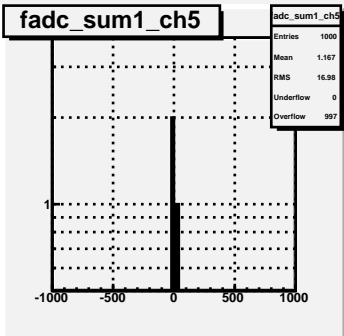 fadc_sum1_ch5
adc_sum1_ch5
Entries 1000
Mean 1.167
RMS 16.98
Underflow 0
Overflow 997
1
-1000 -500 0 500 1000